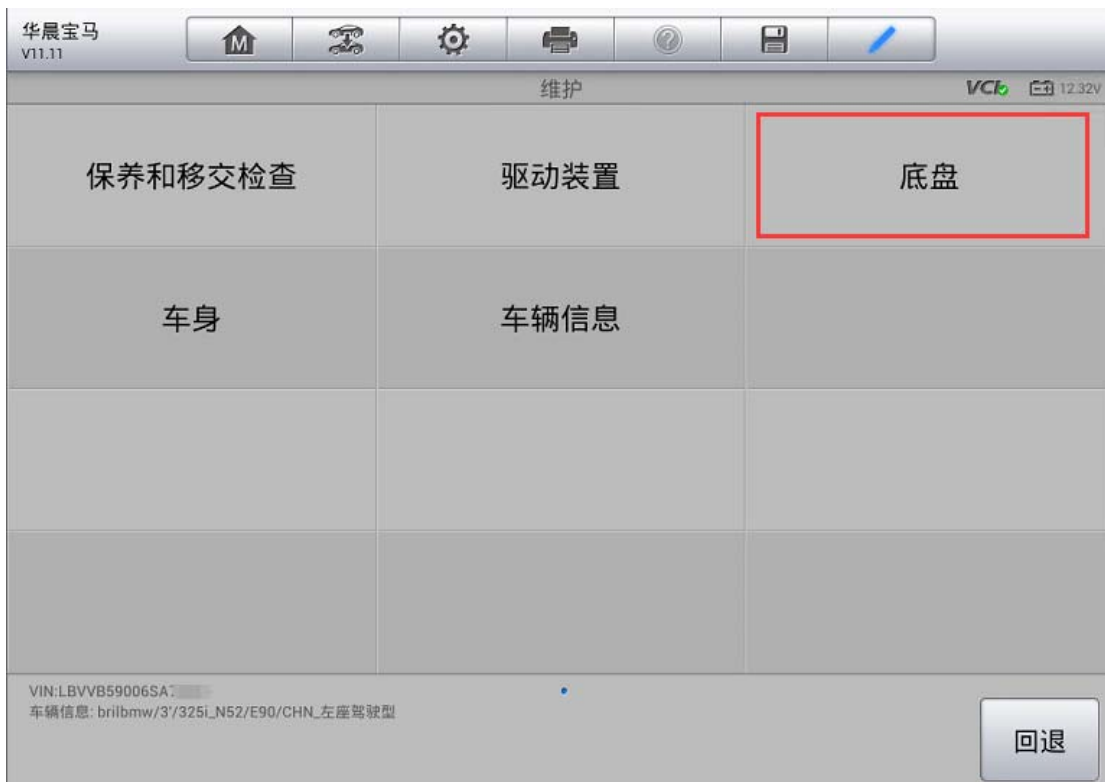 华晨宝马
V11.11
M
维护
VCI
12.32V
保养和移交检查
驱动装置
底盘
车身
车辆信息
VIN:LBVVB59006SA
车辆信息: brilbmw/3'/325i_N52/E90/CHN_左座驾驶型
回退